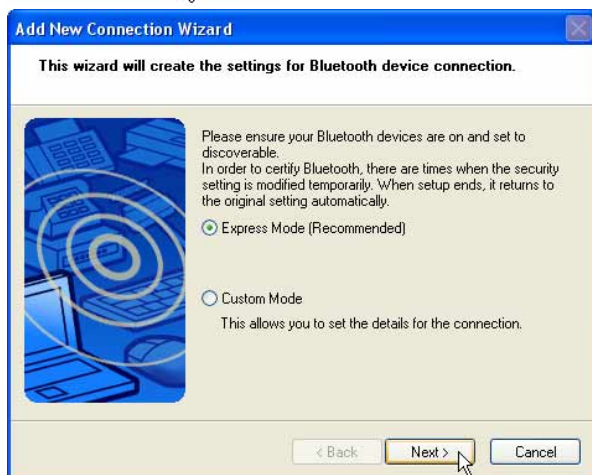 Add New Connection Wizard
This wizard will create the settings for Bluetooth device connection.
Please ensure your Bluetooth devices are on and set to
discoverable.
In order to certify Bluetooth, there are times when the security
setting is modified temporarily. When setup ends, it returns to
the original setting automatically.
Express Mode (Recommended)
Custom Mode
This allows you to set the details for the connection.
< Back Next > Cancel